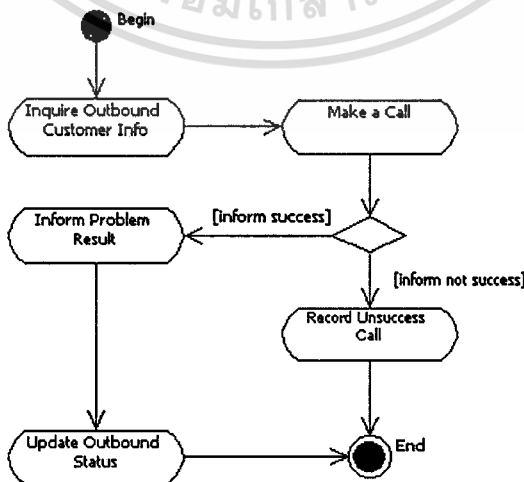 Begin
Inquire Outbound
Customer Info
Make a Call
[inform success]
Inform Problem
Result
[inform not success]
Record Unsuccess
Call
Update Outbound
Status
End